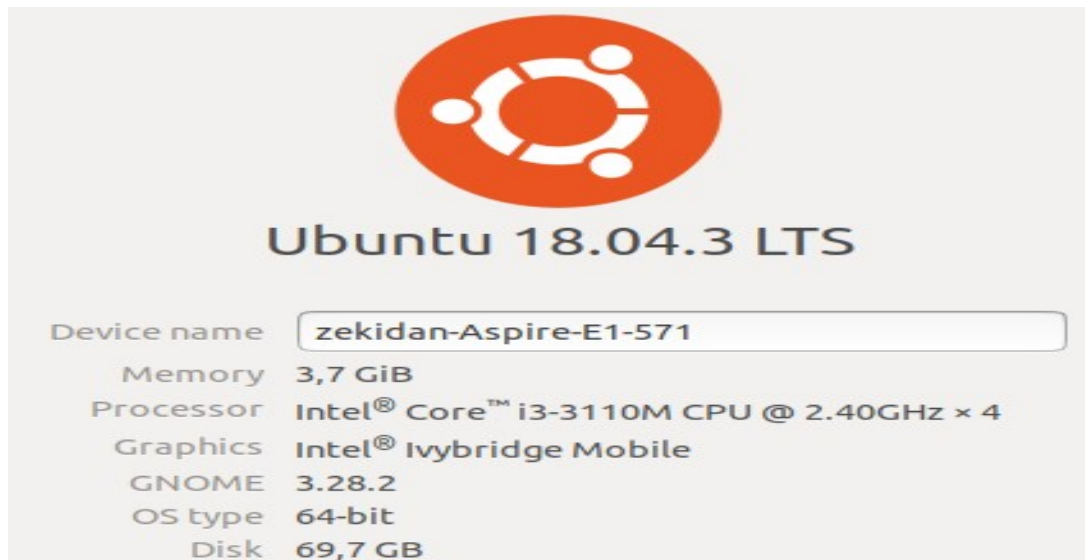 Ubuntu 18.04.3 LTS
Device name zekidan-Aspire-E1-571
Memory 3,7 GiB
Processor Intel® Core™ i3-3110M CPU @ 2.40GHz × 4
Graphics Intel® Ivybridge Mobile
GNOME 3.28.2
OS type 64-bit
Disk 69,7 GB